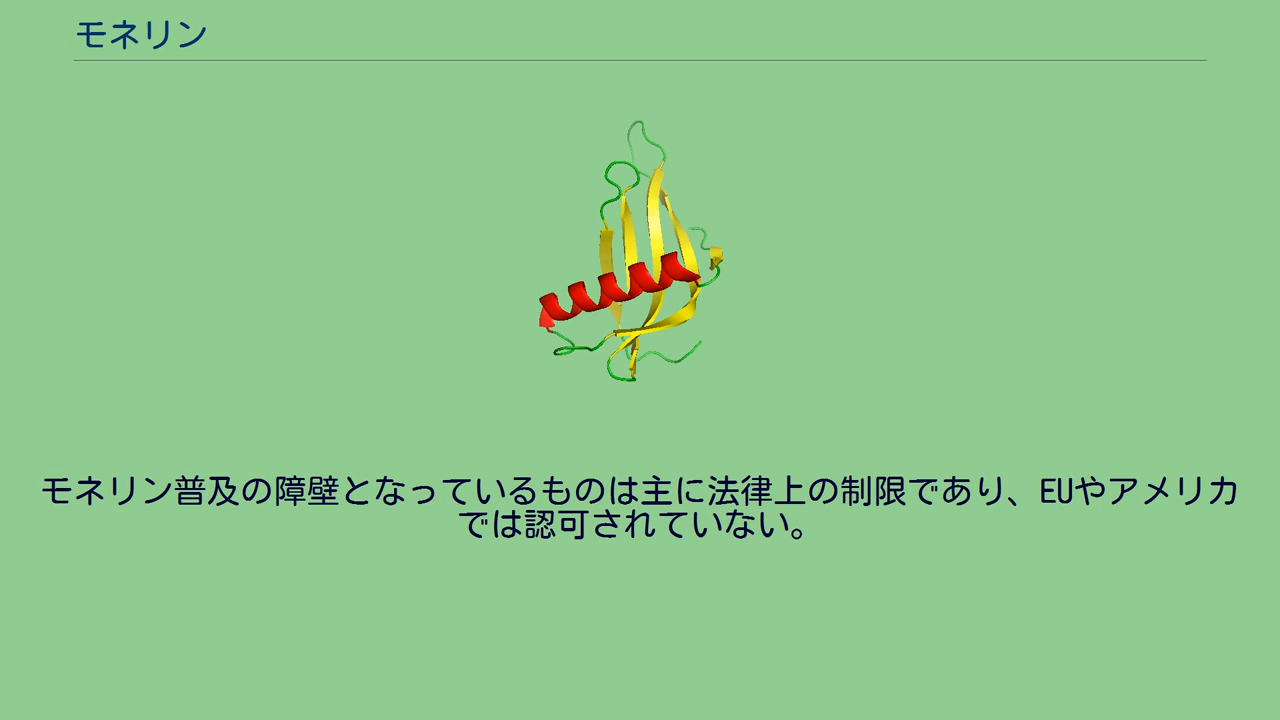 モネリン
モネリン普及の障壁となっているものは主に法律上の制限であり、EUやアメリカ
では認可されていない。